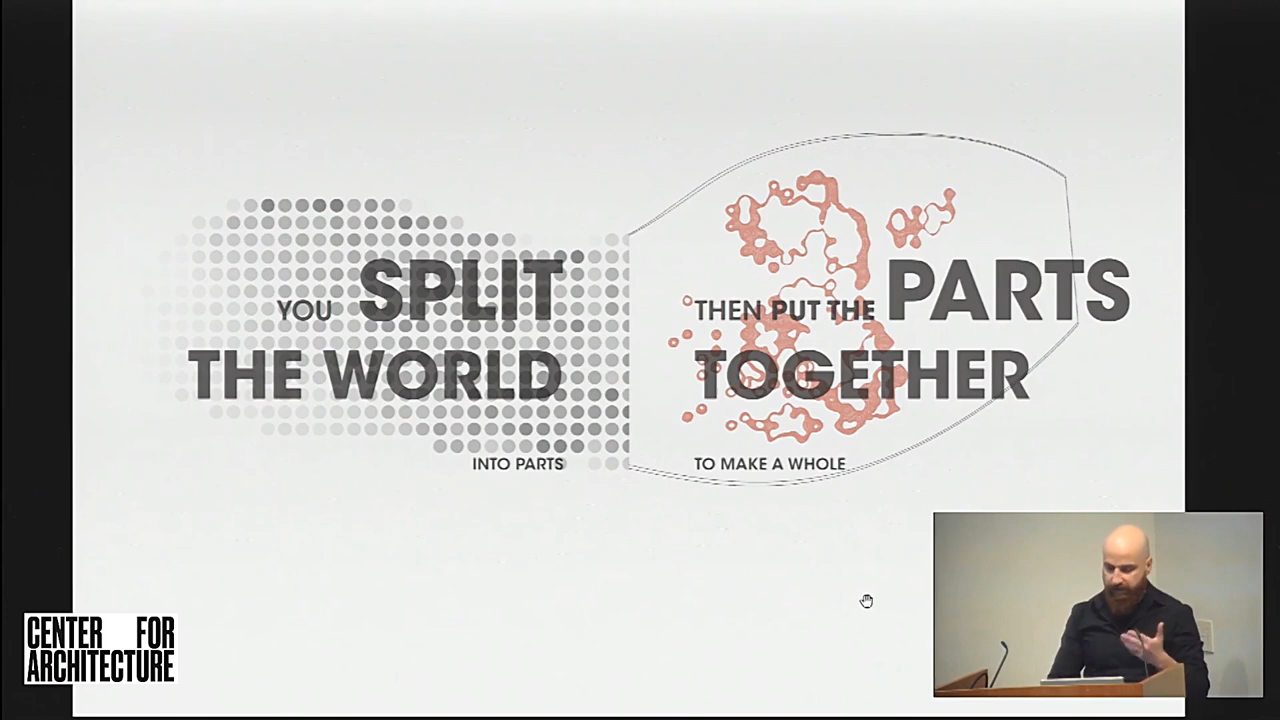 YOU SPLIT
THE WORLD
INTO PARTS
THEN PUT THE PARTS
TOGETHER
TO MAKE A WHOLE
CENTER FOR
ARCHITECTURE